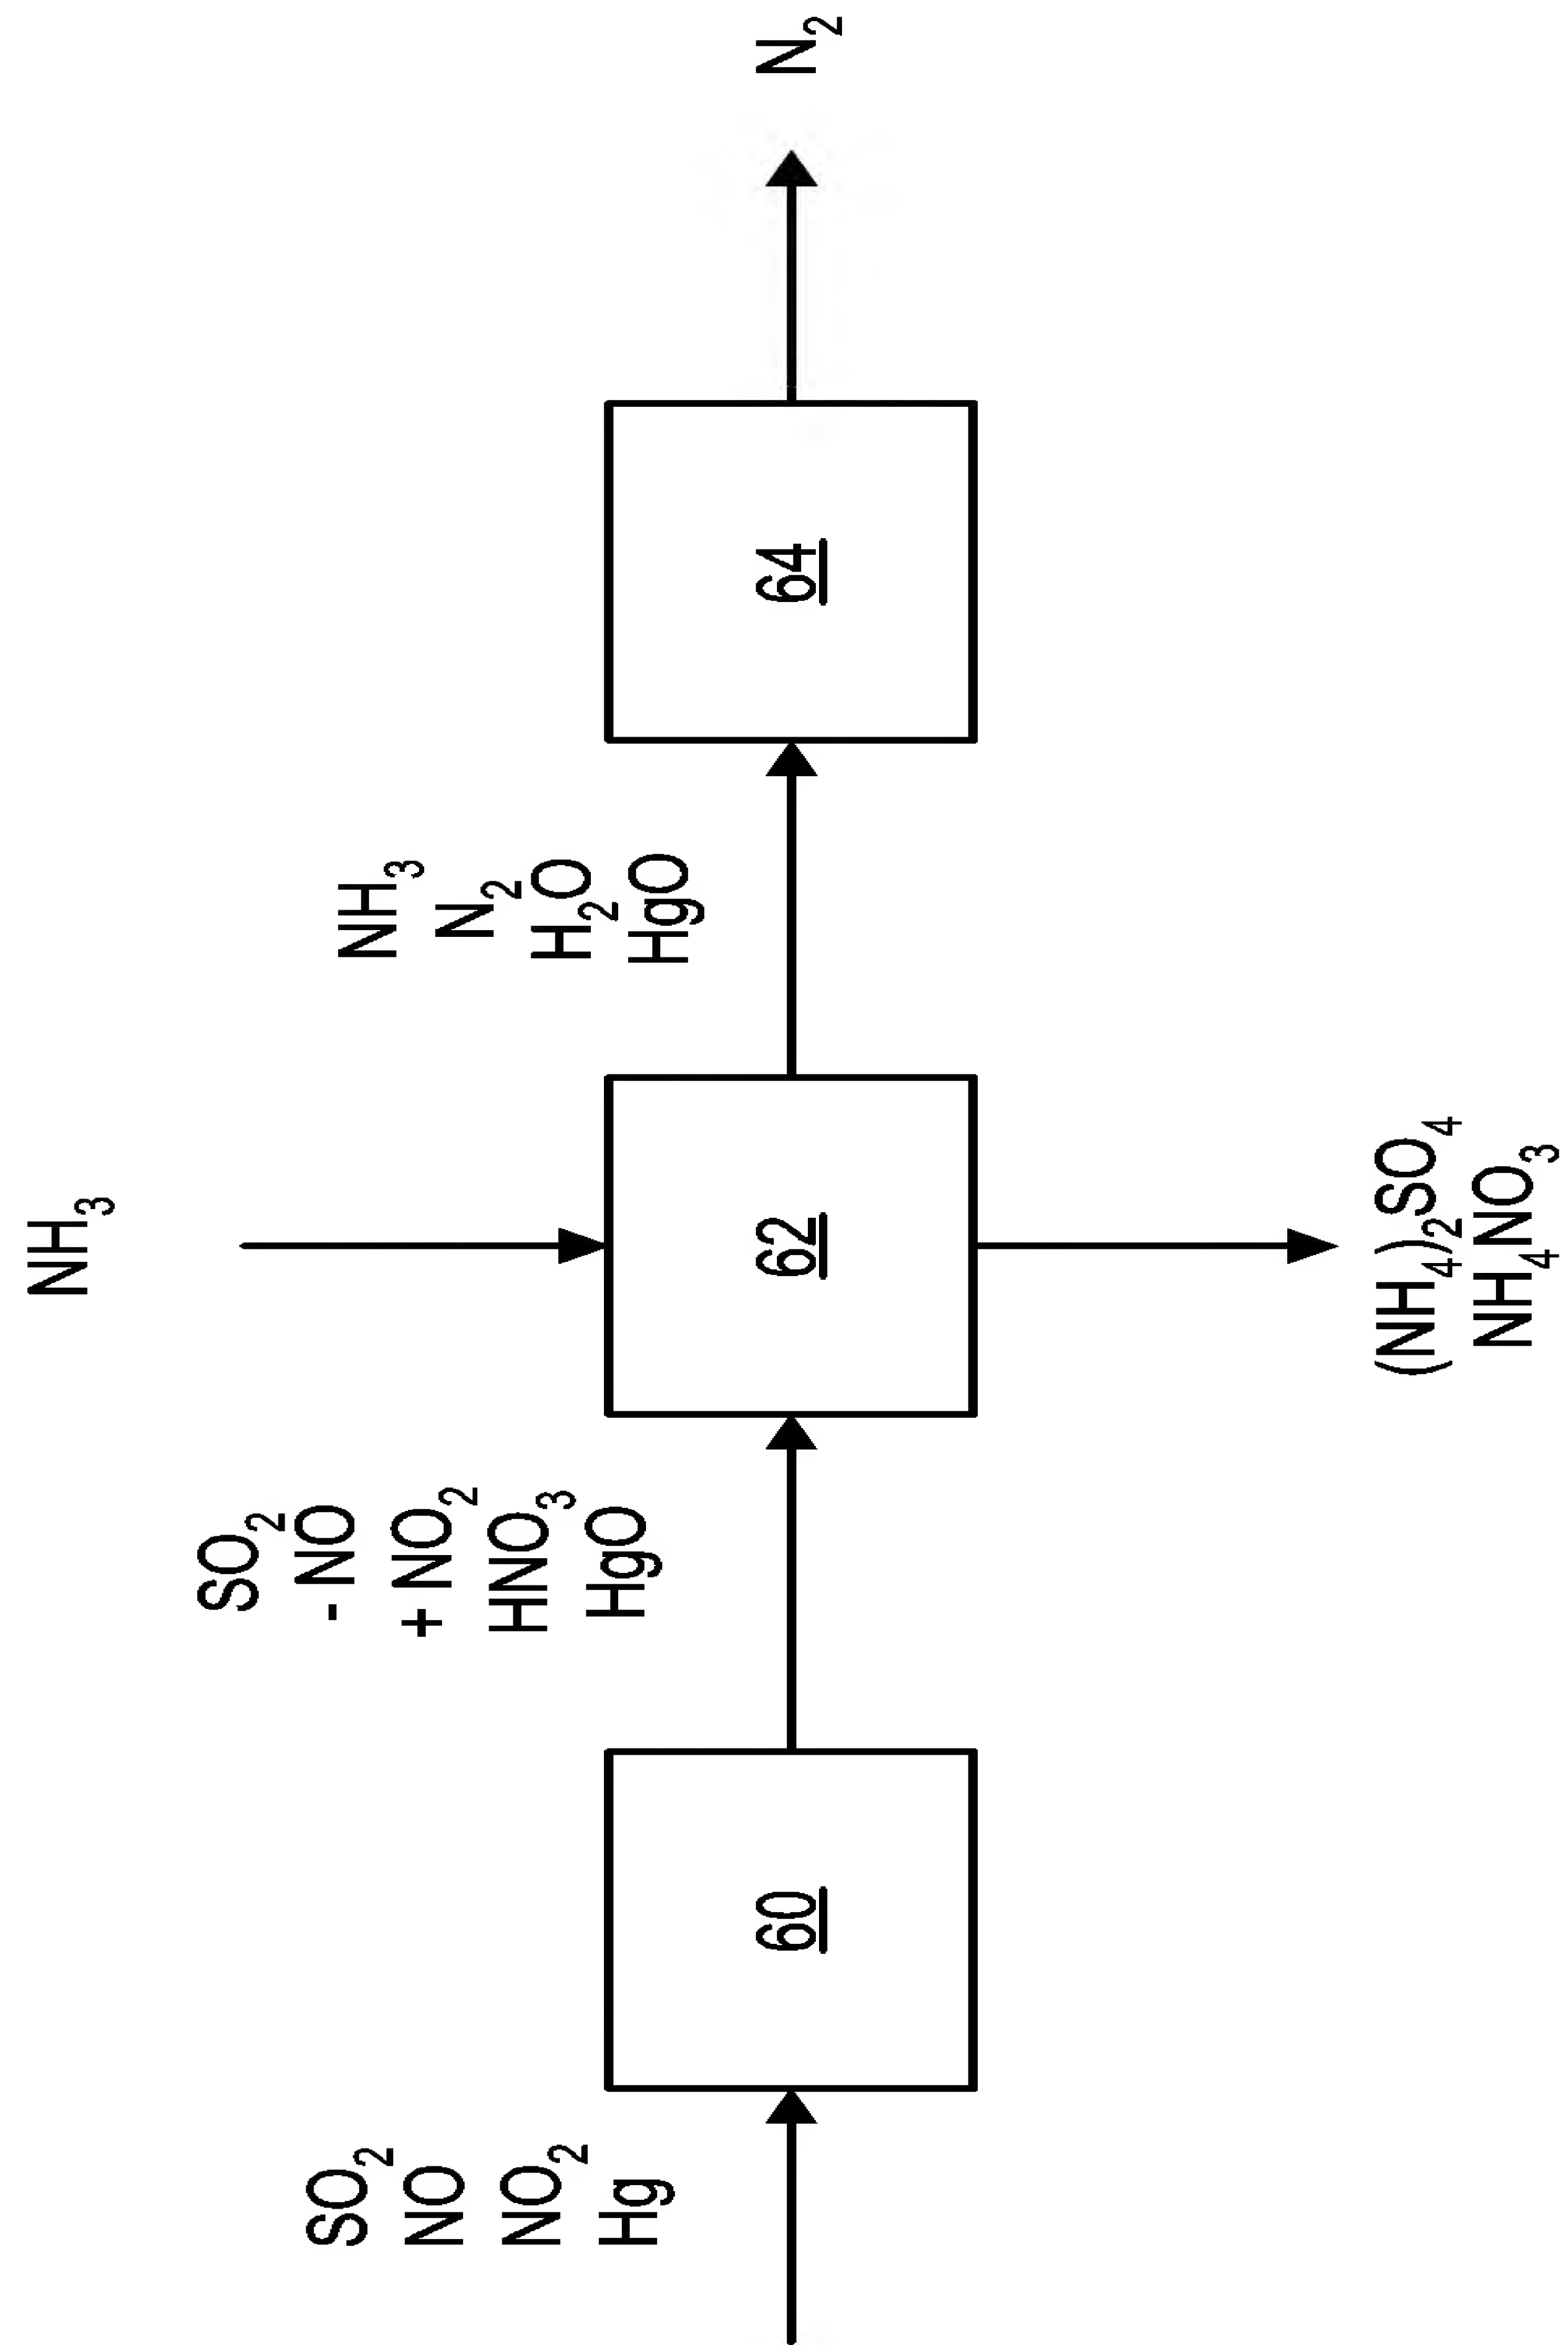 NH₃
SO₂
NO
NO₂
Hg
60
SO₂
- NO
+ NO₂
HNO₃
HgO
62
NH₃
N₂
H₂O
HgO
64
N₂
(NH₄)₂SO₄
NH₄NO₃